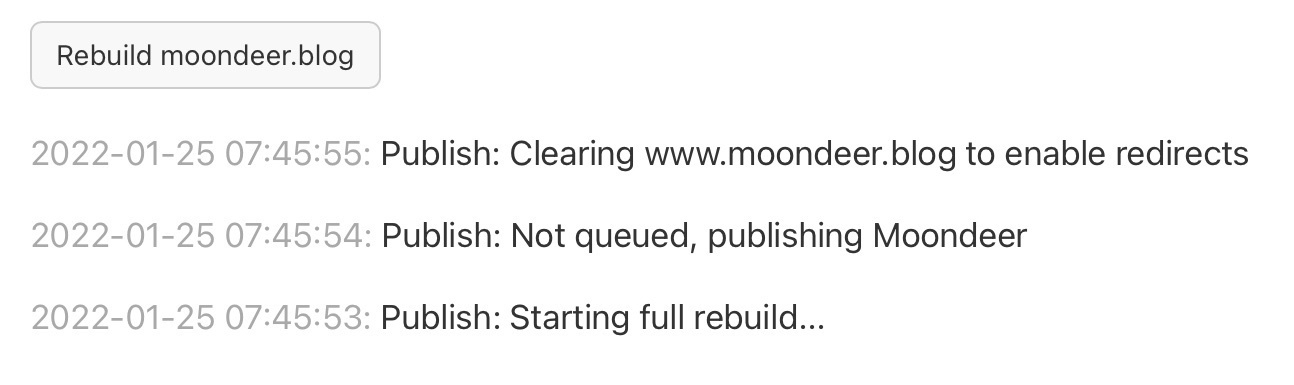 Rebuild moondeer.blog
2022-01-25 07:45:55: Publish: Clearing www.moondeer.blog to enable redirects
2022-01-25 07:45:54: Publish: Not queued, publishing Moondeer
2022-01-25 07:45:53: Publish: Starting full rebuild...